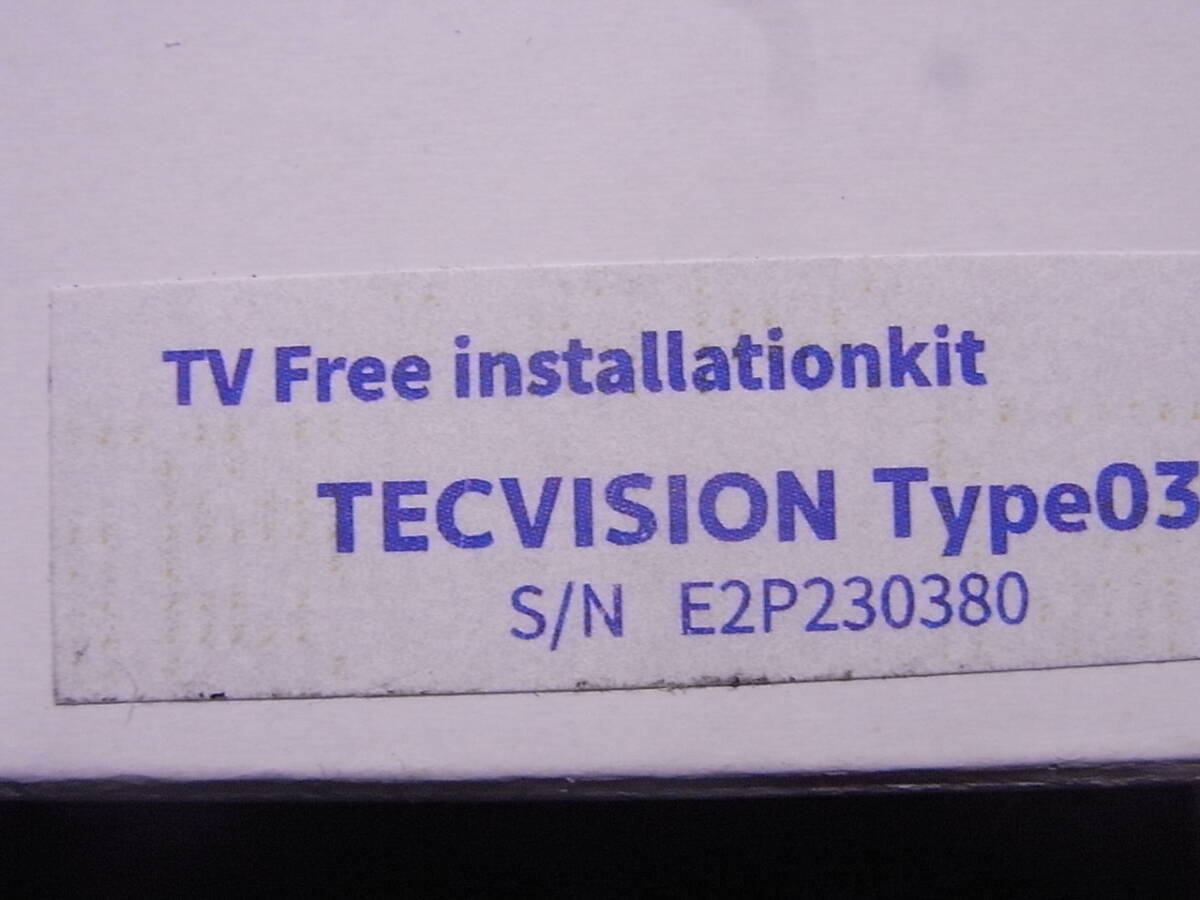 TV Free installationkit
TECVISION Type03
S/N E2P230380